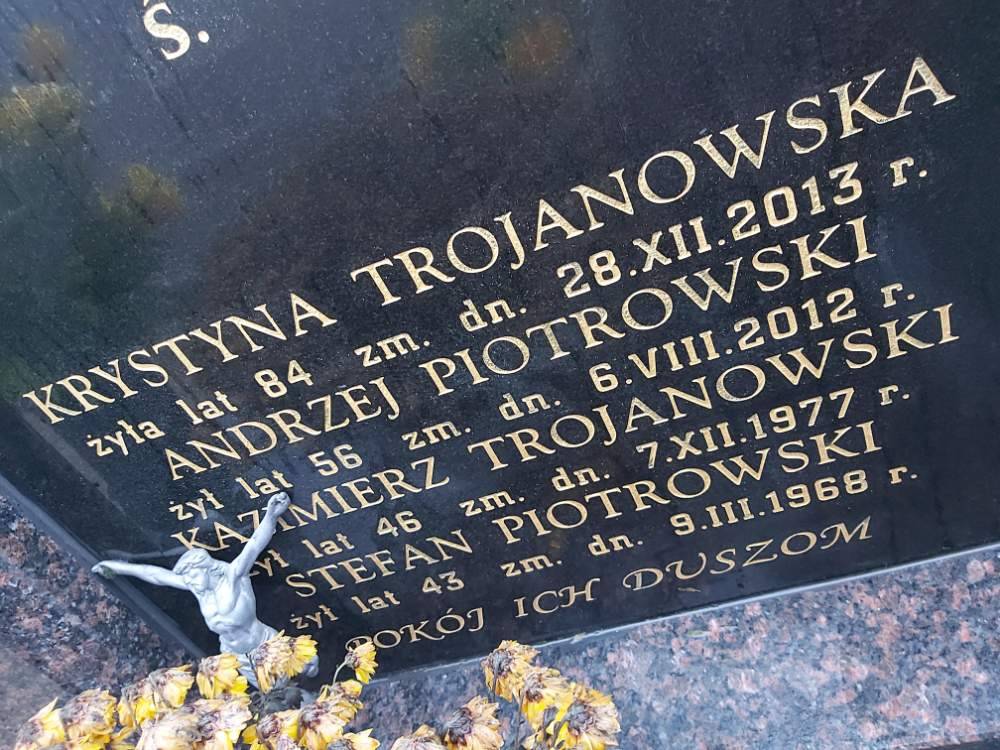 Ś.
KRYSTYNA TROJANOWSKA
żyła lat 84 zm. dn. 28.XII.2013 r.
ANDRZEJ PIOTROWSKI
żył lat 56 zm. dn. 6.VIII.2012 r.
KAZIMIERZ TROJANOWSKI
żył lat 46 zm. dn. 7.XII.1977 r.
STEFAN PIOTROWSKI
żył lat 43 zm. dn. 9.III.1968 r.
POKÓJ ICH DUSZOM